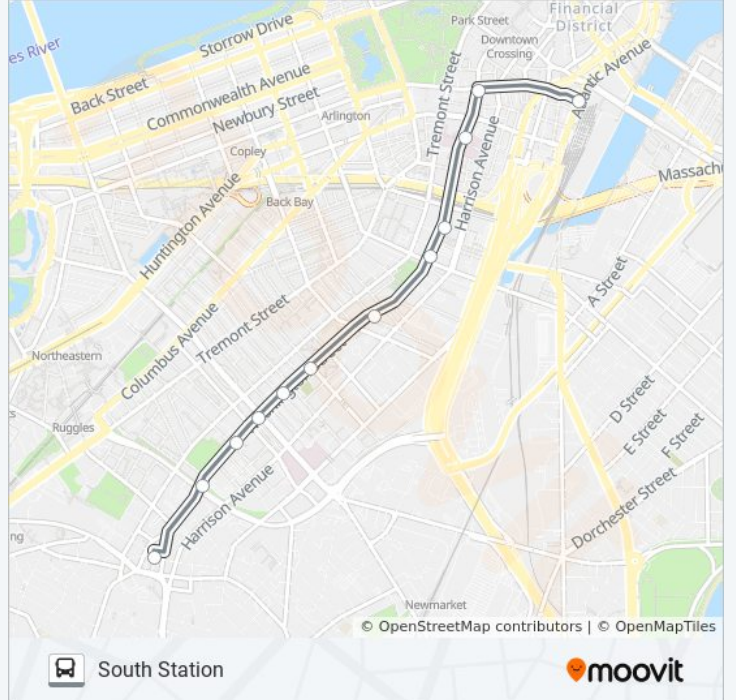 Park Street
Financial
District
Storrow Drive
Downtown
Crossing
es River
Atlantic Avenue
Back Street
Commonwealth Avenue
Newbury Street
Arlington
Tremont Street
Harrison Avenue
Copley
Massach
Back Bay
Huntington Avenue
A Street
Tremont Street
Columbus Avenue
Northeastern
D Street
Ruggles
E Street
F Street
Harrison Avenue
Dorchester Street
ng
Newmarket
© OpenStreetMap contributors | © OpenMapTiles
South Station
moovit